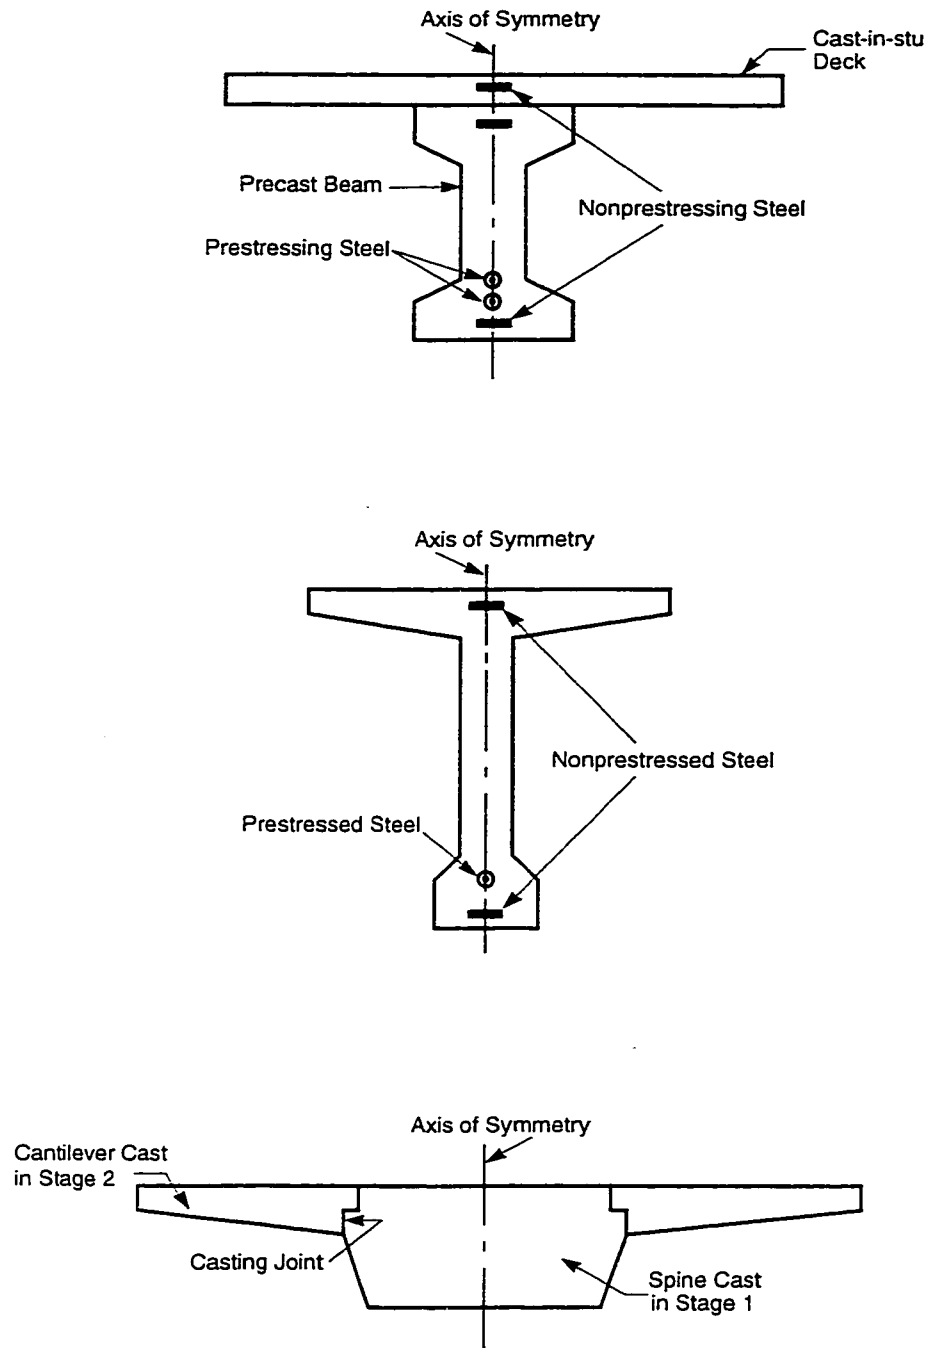 Axis of Symmetry
Cast-in-stu
Deck
Precast Beam
Nonprestressing Steel
Prestressing Steel
Axis of Symmetry
Nonprestressed Steel
Prestressed Steel
Axis of Symmetry
Cantilever Cast
in Stage 2
Casting Joint
Spine Cast
in Stage 1